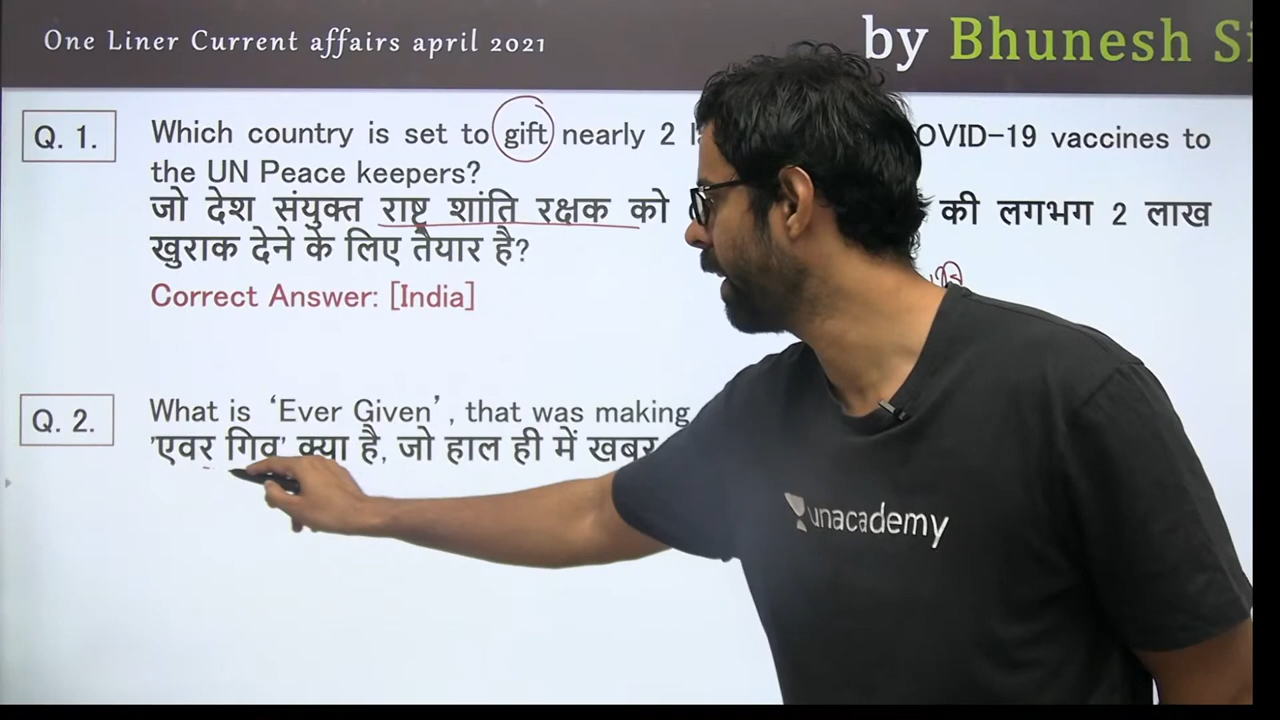 One Liner Current affairs april 2021
by Bhunesh
Q. 1.
Which country is set to gift nearly 2 COVID-19 vaccines to
the UN Peace keepers?
जो देश संयुक्त राष्ट्र शांति रक्षक को की लगभग 2 लाख
खुराक देने के लिए तैयार है?
Correct Answer: [India]
Q. 2.
What is ‘Ever Given’, that was making
'एवर गिव' क्या है, जो हाल ही में खबर
unacademy